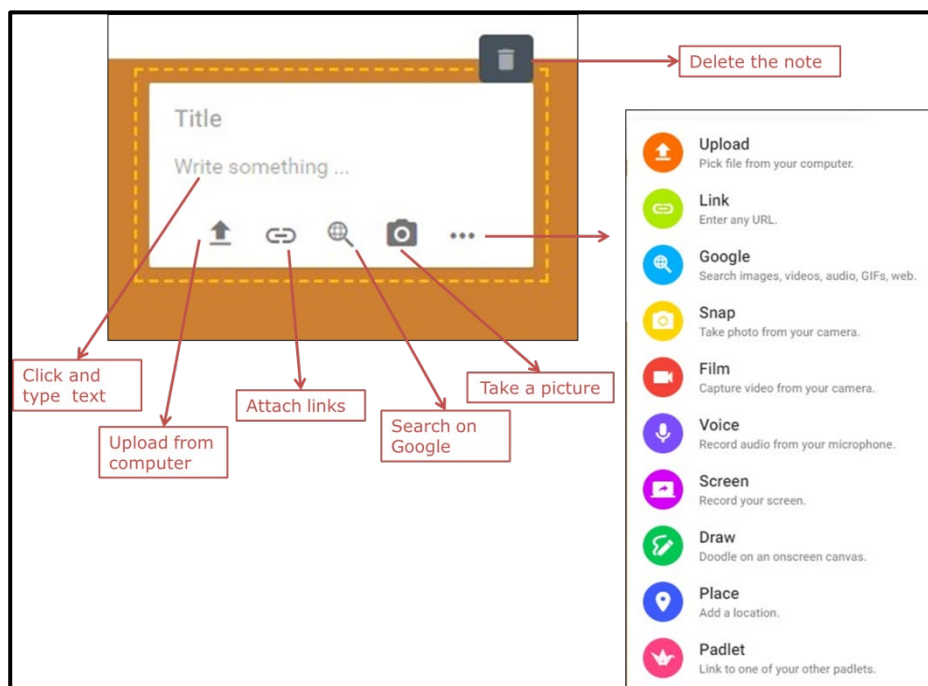 Delete the note
Title
Write something ...
Click and
type text
Upload from
computer
Attach links
Search on
Google
Take a picture
Upload
Pick file from your computer.
Link
Enter any URL.
Google
Search images, videos, audio, GIFs, web.
Snap
Take photo from your camera.
Film
Capture video from your camera.
Voice
Record audio from your microphone.
Screen
Record your screen.
Draw
Doodle on an onscreen canvas.
Place
Add a location.
Padlet
Link to one of your other padlets.